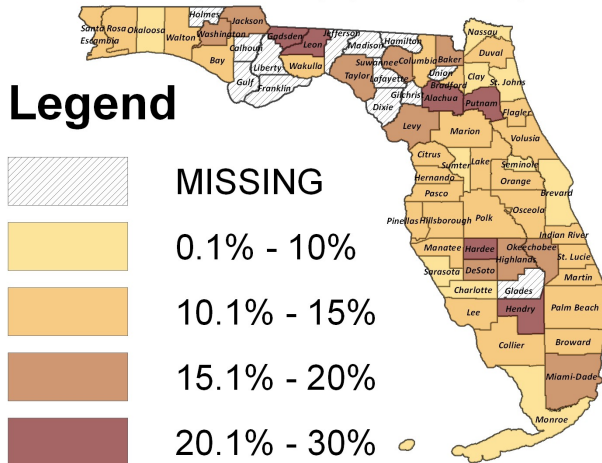 Holmes
Jackson
Santa Rosa Okaloosa
Escambia
Walton
Washington
Bay
Calhoun
Gulf
Liberty
Franklin
Gadsden
Leon
Wakulla
Jefferson
Madison
Hamilton
Taylor
Suwannee
Lafayette
Dixie
Columbia
Gilchrist
Baker
Union
Bradford
Alachua
Levy
Nassau
Duval
Clay
St. Johns
Putnam
Flagler
Marion
Volusia
Citrus
Sumter
Lake
Seminole
Hernando
Orange
Brevard
Pasco
Pinellas
Hillsborough
Polk
Osceola
Indian River
Manatee
Hardee
Okeechobee
Highlands
St. Lucie
Sarasota
DeSoto
Martin
Charlotte
Glades
Lee
Hendry
Palm Beach
Collier
Broward
Miami-Dade
Monroe
Legend
MISSING
0.1% - 10%
10.1% - 15%
15.1% - 20%
20.1% - 30%